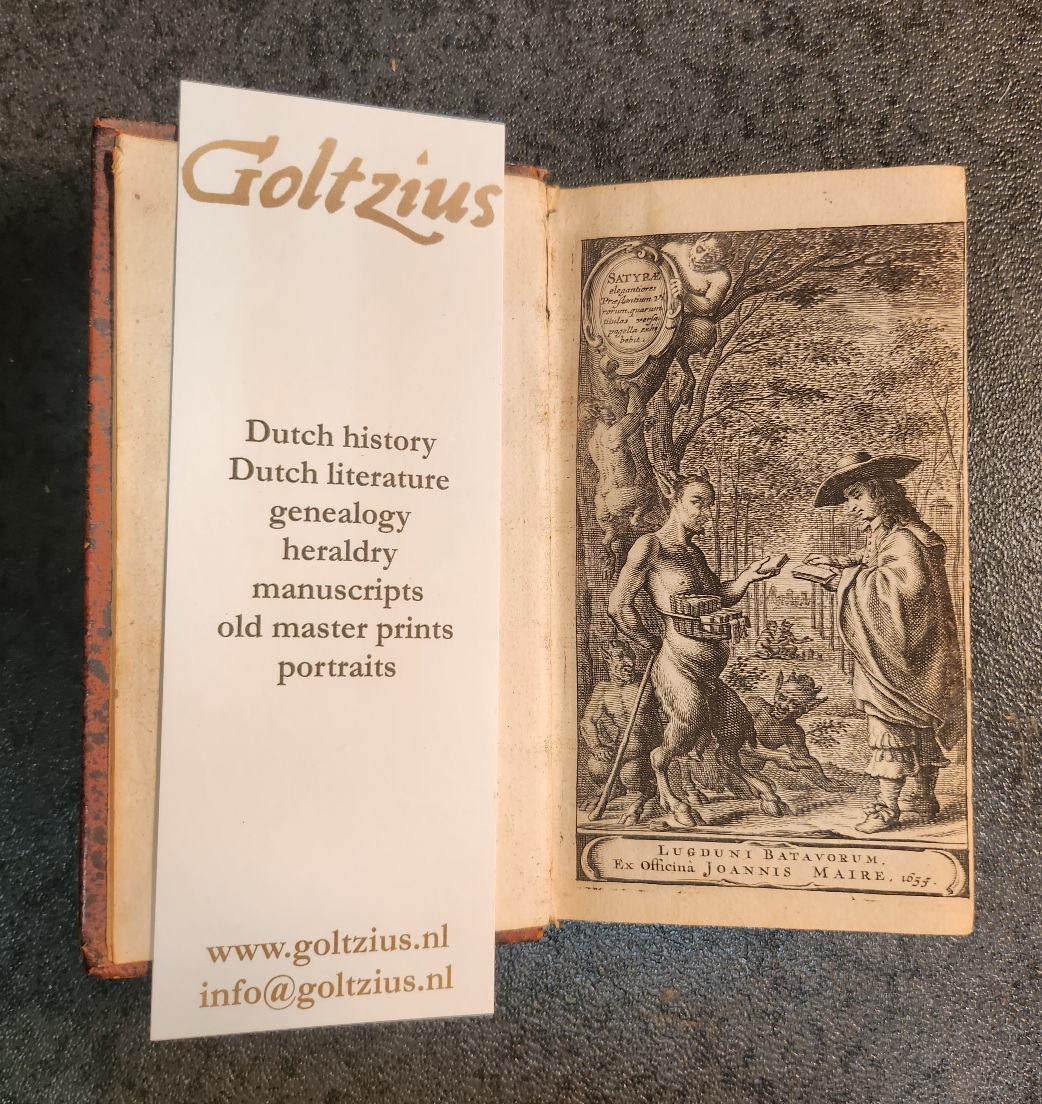 Goltzius
Dutch history
Dutch literature
genealogy
heraldry
manuscripts
old master prints
portraits
www.goltzius.nl
info@goltzius.nl
SATYRÆ
elegantiores
Præstantium Vi
rorum, quarum
titulos versa
pagella exhi
bebit.
LUGDUNI BATAVORUM,
Ex Officinâ JOANNIS MAIRE. 1655.